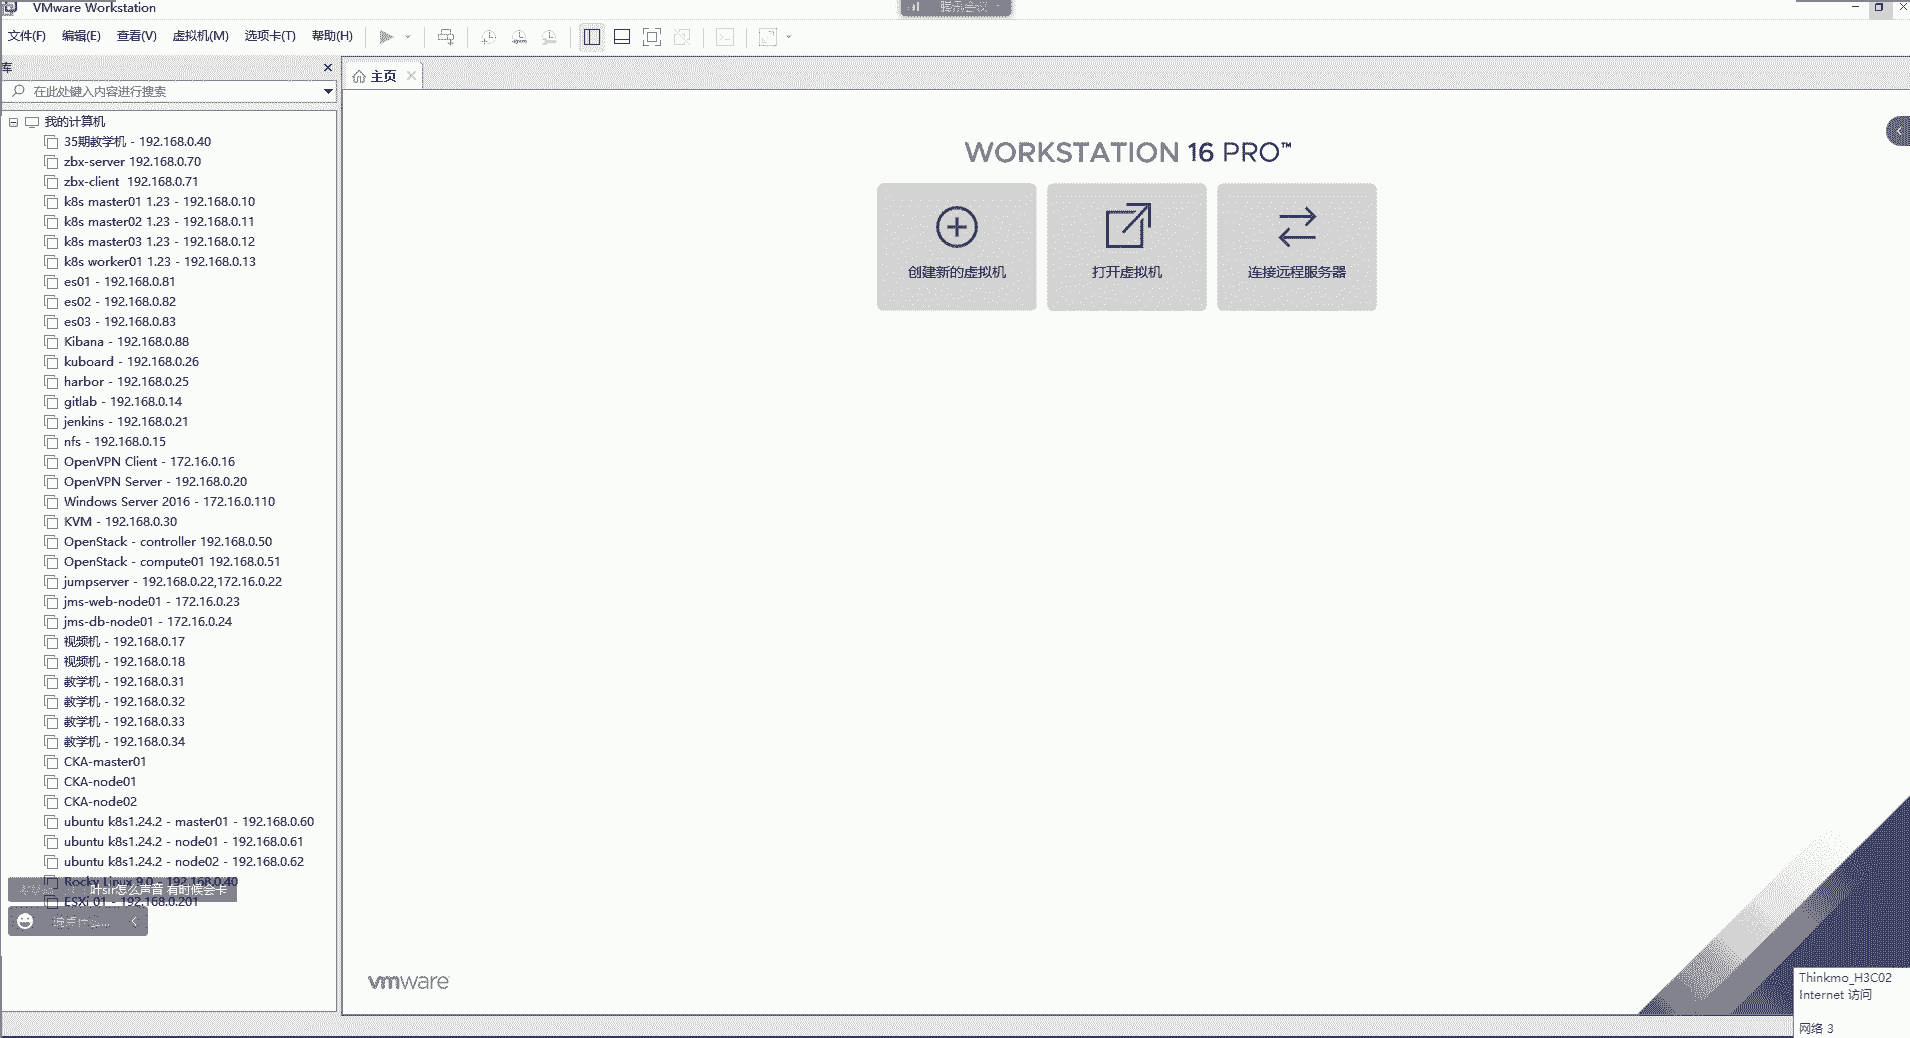 VMware Workstation
腾讯会议
文件(F) 编辑(E) 查看(V) 虚拟机(M) 选项卡(T) 帮助(H)
库
在此处键入内容进行搜索
主页
我的计算机
35期教学机 - 192.168.0.40
zbx-server 192.168.0.70
zbx-client 192.168.0.71
k8s master01 1.23 - 192.168.0.10
k8s master02 1.23 - 192.168.0.11
k8s master03 1.23 - 192.168.0.12
k8s worker01 1.23 - 192.168.0.13
es01 - 192.168.0.81
es02 - 192.168.0.82
es03 - 192.168.0.83
Kibana - 192.168.0.88
kuboard - 192.168.0.26
harbor - 192.168.0.25
gitlab - 192.168.0.14
jenkins - 192.168.0.21
nfs - 192.168.0.15
OpenVPN Client - 172.16.0.16
OpenVPN Server - 192.168.0.20
Windows Server 2016 - 172.16.0.110
KVM - 192.168.0.30
OpenStack - controller 192.168.0.50
OpenStack - compute01 192.168.0.51
jumpserver - 192.168.0.22,172.16.0.22
jms-web-node01 - 172.16.0.23
jms-db-node01 - 172.16.0.24
视频机 - 192.168.0.17
视频机 - 192.168.0.18
教学机 - 192.168.0.31
教学机 - 192.168.0.32
教学机 - 192.168.0.33
教学机 - 192.168.0.34
CKA-master01
CKA-node01
CKA-node02
ubuntu k8s1.24.2 - master01 - 192.168.0.60
ubuntu k8s1.24.2 - node01 - 192.168.0.61
ubuntu k8s1.24.2 - node02 - 192.168.0.62
Rocky Linux 9.0 - 192.168.0.40
叶sir怎么声音 有时候会卡
ESXi 01 - 192.168.0.201
说点什么...
WORKSTATION 16 PRO™
创建新的虚拟机
打开虚拟机
连接远程服务器
vmware
Thinkmo_H3C02
Internet 访问
网络 3